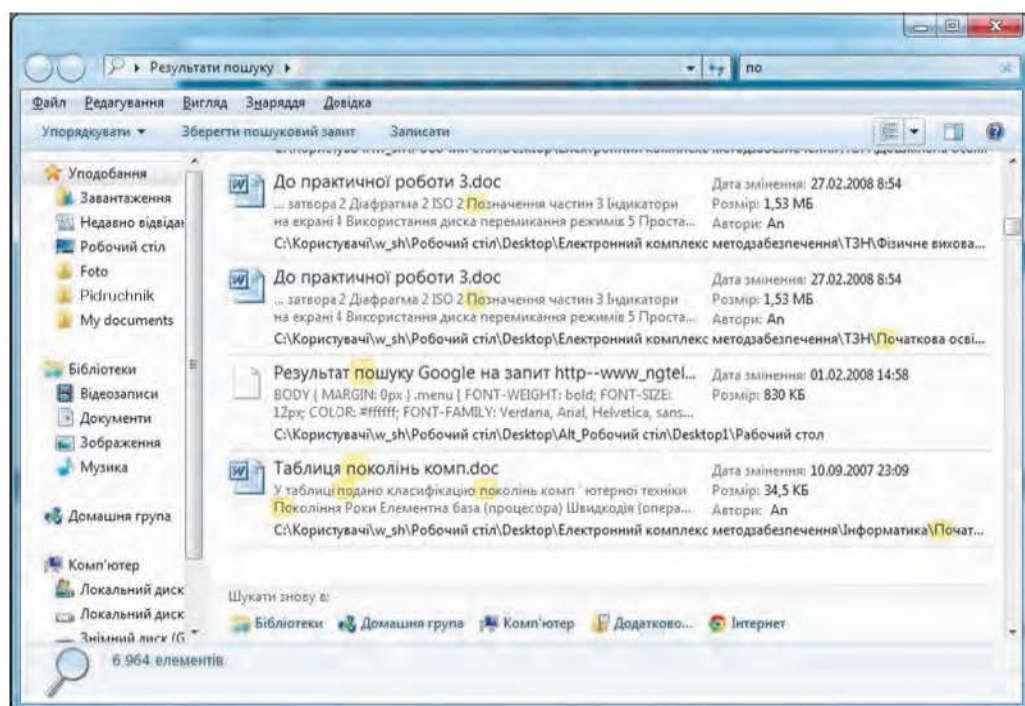 Результати пошуку
по
Файл Редагування Вигляд Знаряддя Довідка
Упорядкувати Зберегти пошуковий запит Записати
Уподобання
Завантаження
Недавно відвідан
Робочий стіл
Foto
Pidruchnik
My documents
Бібліотеки
Відеозаписи
Документи
Зображення
Музика
Домашня група
Комп'ютер
Локальний диск
Локальний диск
Знімний диск (G
До практичної роботи 3.doc
Дата змінення: 27.02.2008 8:54
... затвора 2 Діафрагма 2 ISO 2 Позначення частин 3 Індикатори
Розмір: 1,53 МБ
на екрані 4 Використання диска перемикання режимів 5 Проста...
Автори: An
C:\Користувачі\w_sh\Робочий стіл\Desktop\Електронний комплекс методзабезпечення\ТЗН\Фізичне вихова...
До практичної роботи 3.doc
Дата змінення: 27.02.2008 8:54
... затвора 2 Діафрагма 2 ISO 2 Позначення частин 3 Індикатори
Розмір: 1,53 МБ
на екрані 4 Використання диска перемикання режимів 5 Проста...
Автори: An
C:\Користувачі\w_sh\Робочий стіл\Desktop\Електронний комплекс методзабезпечення\ТЗН\Початкова осві...
Результат пошуку Google на запит http--www_ngtel...
Дата змінення: 01.02.2008 14:58
BODY { MARGIN: 0px } .menu { FONT-WEIGHT: bold; FONT-SIZE:
Розмір: 830 КБ
12px; COLOR: #ffffff; FONT-FAMILY: Verdana, Arial, Helvetica, sans...
C:\Користувачі\w_sh\Робочий стіл\Desktop\Alt_Робочий стіл\Desktop1\Рабочий стол
Таблиця поколінь комп.doc
Дата змінення: 10.09.2007 23:09
У таблиці подано класифікацію поколінь комп ' ютерної техніки
Розмір: 34,5 КБ
Покоління Роки Елементна база (процесора) Швидкодія (опера...
Автори: An
C:\Користувачі\w_sh\Робочий стіл\Desktop\Електронний комплекс методзабезпечення\Інформатика\Почат...
Шукати знову в:
Бібліотеки Домашня група Комп'ютер Додатково... Інтернет
6 964 елементів